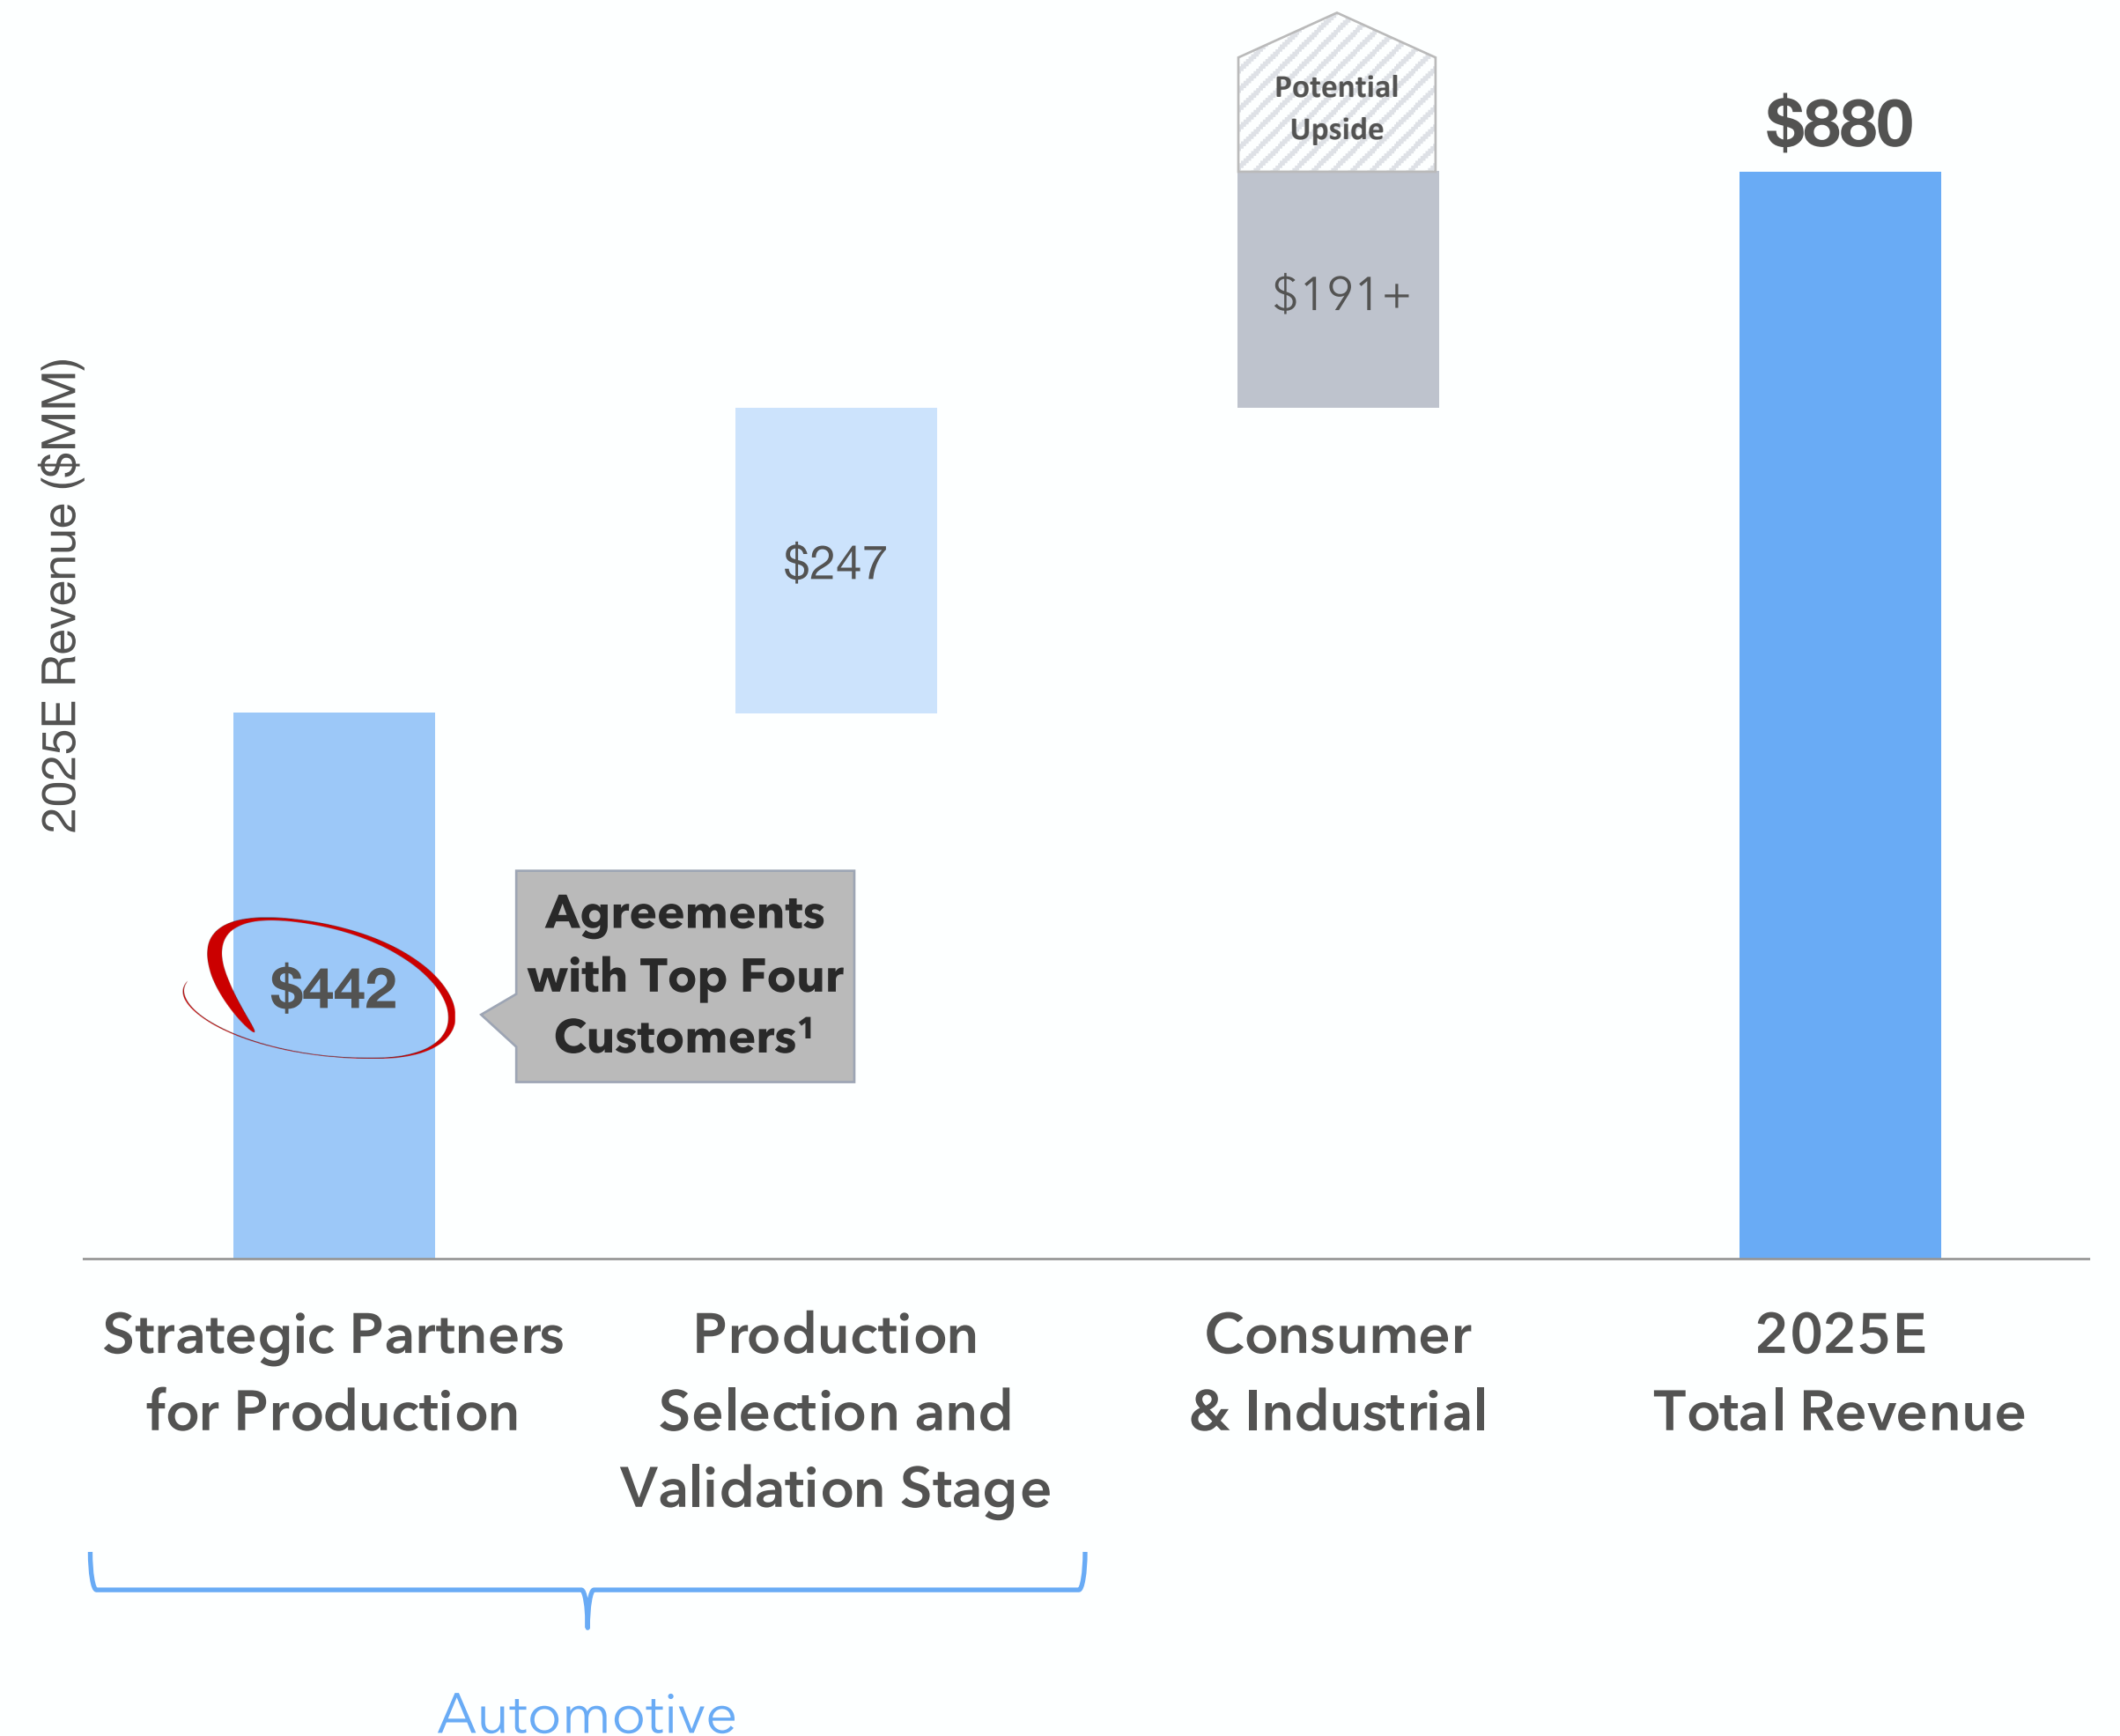 Potential
Upside
$880
$191+
2025E Revenue ($MM)
$247
Agreements
with Top Four
Customers¹
$442
Strategic Partners
for Production
Production
Selection and
Validation Stage
Consumer
& Industrial
2025E
Total Revenue
Automotive